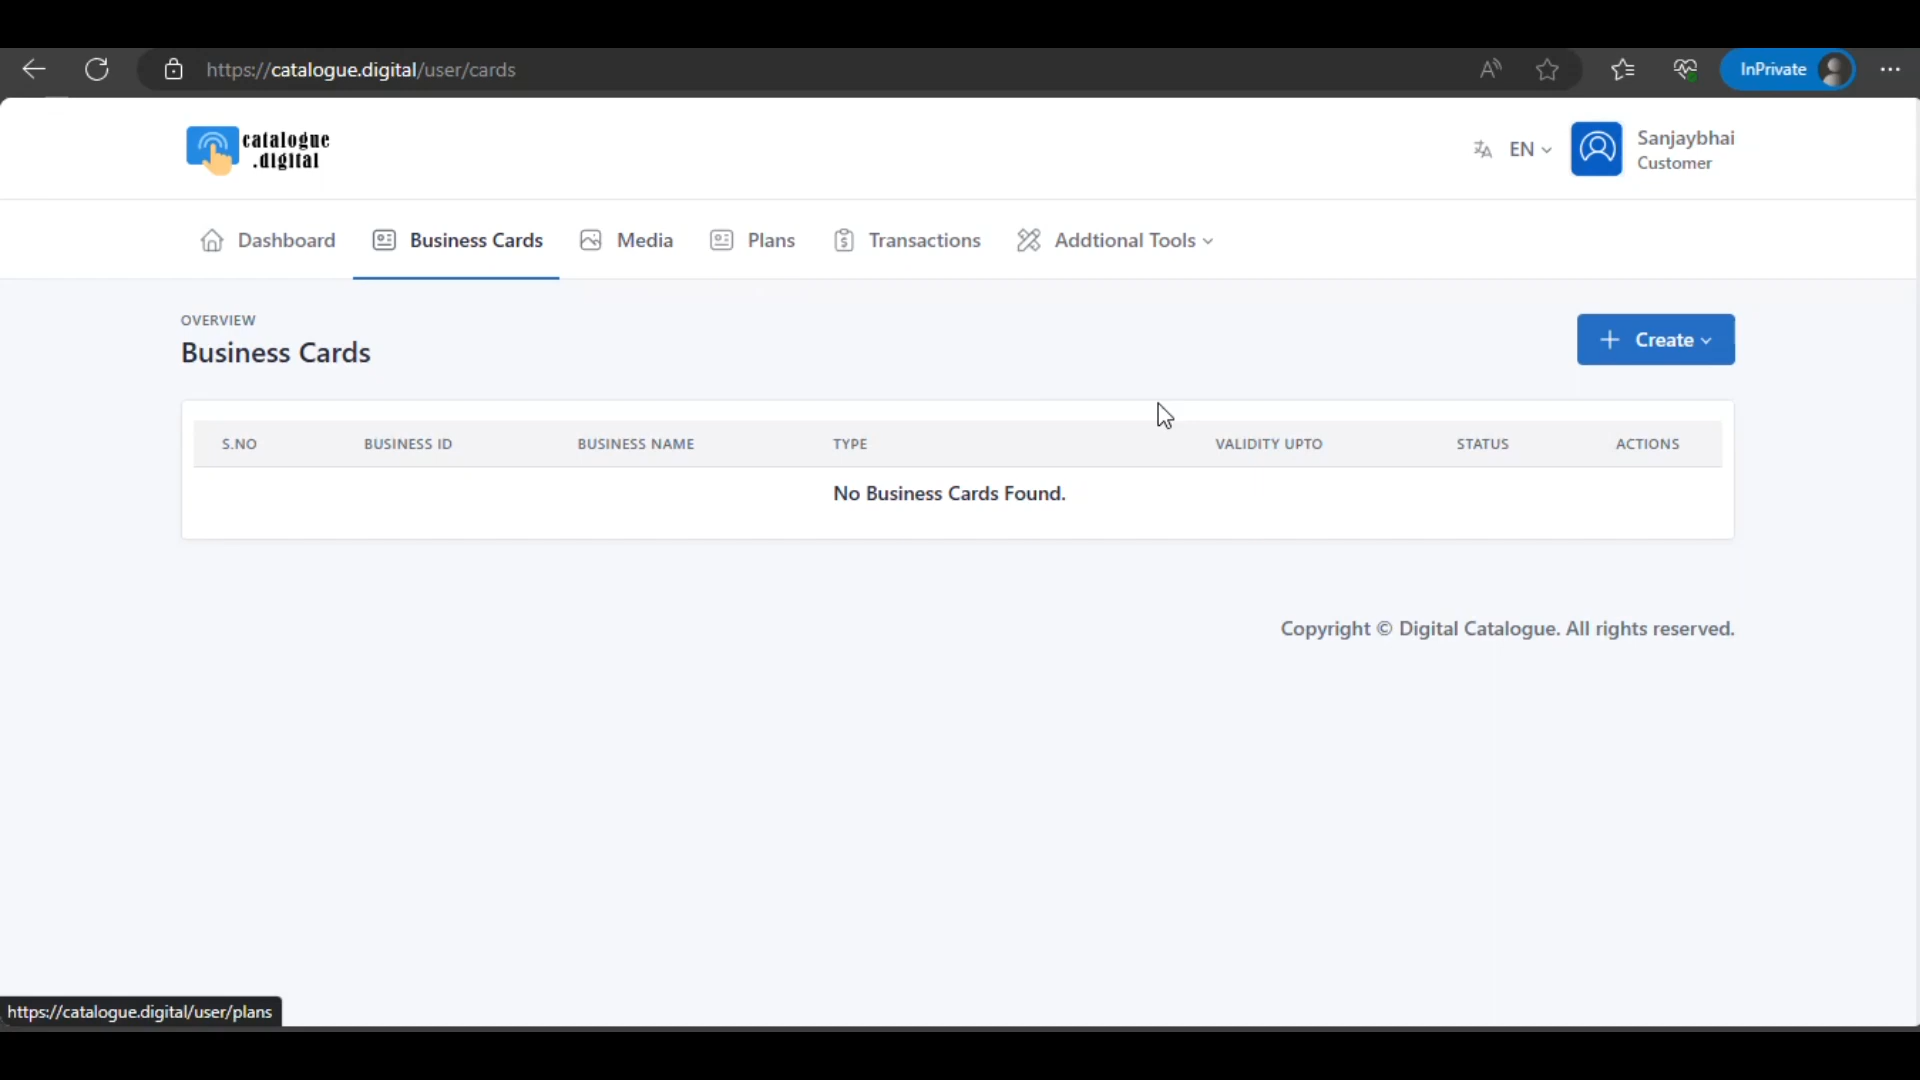 https://catalogue.digital/user/cards
InPrivate
catalogue
.digital
EN
Sanjaybhai
Customer
Dashboard
Business Cards
Media
Plans
Transactions
Addtional Tools
OVERVIEW
Business Cards
Create
S.NO BUSINESS ID BUSINESS NAME TYPE VALIDITY UPTO STATUS ACTIONS
No Business Cards Found.
Copyright © Digital Catalogue. All rights reserved.
https://catalogue.digital/user/plans